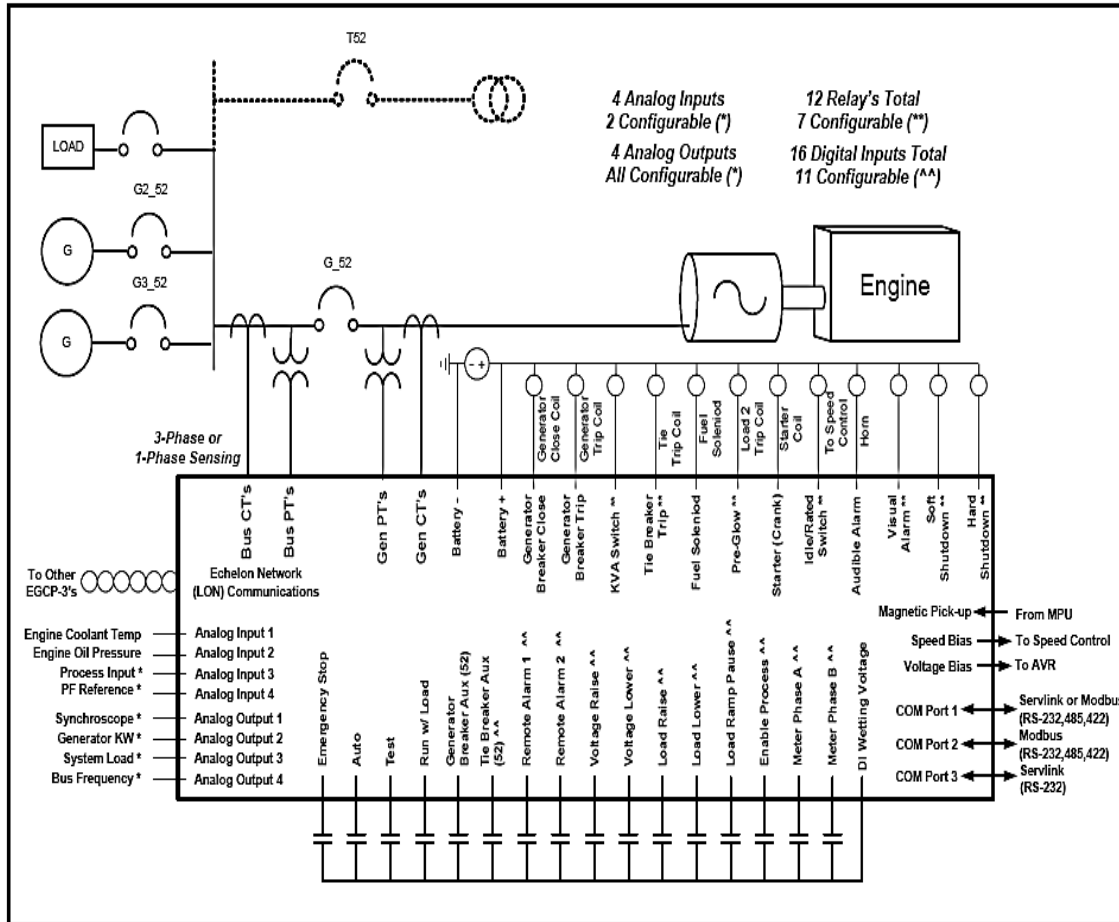 T52
4 Analog Inputs
2 Configurable (*)
12 Relay's Total
7 Configurable (**)
4 Analog Outputs
All Configurable (*)
16 Digital Inputs Total
11 Configurable (^^)
LOAD
G2_52
G
G3_52
G
G_52
Engine
- +
3-Phase or
1-Phase Sensing
Generator
Close Coil
Generator
Trip Coil
Tie
Trip Coil
Fuel
Soleniod
Load 2
Trip Coil
Starter
Coil
To Speed
Control
Horn
Bus CT's
Bus PT's
Gen PT's
Gen CT's
Battery -
Battery +
Generator
Breaker Close
Generator
Breaker Trip
KVA Switch **
Tie Breaker
Trip **
Fuel Soleniod
Pre-Glow **
Starter (Crank)
Idle/Rated
Switch **
Audible Alarm
Visual
Alarm **
Soft
Shutdown **
Hard
Shutdown **
To Other
EGCP-3's
Echelon Network
(LON) Communications
Engine Coolant Temp
Analog Input 1
Engine Oil Pressure
Analog Input 2
Process Input *
Analog Input 3
PF Reference *
Analog Input 4
Synchroscope *
Analog Output 1
Generator KW *
Analog Output 2
System Load *
Analog Output 3
Bus Frequency *
Analog Output 4
Emergency Stop
Auto
Test
Run w/ Load
Generator
Breaker Aux (52)
Tie Breaker Aux
(52) ^^
Remote Alarm 1 ^^
Remote Alarm 2 ^^
Voltage Raise ^^
Voltage Lower ^^
Load Raise ^^
Load Lower ^^
Load Ramp Pause ^^
Enable Process ^^
Meter Phase A ^^
Meter Phase B ^^
DI Wetting Voltage
Magnetic Pick-up
From MPU
Speed Bias
To Speed Control
Voltage Bias
To AVR
COM Port 1
Servlink or Modbus
(RS-232,485,422)
COM Port 2
Modbus
(RS-232,485,422)
COM Port 3
Servlink
(RS-232)